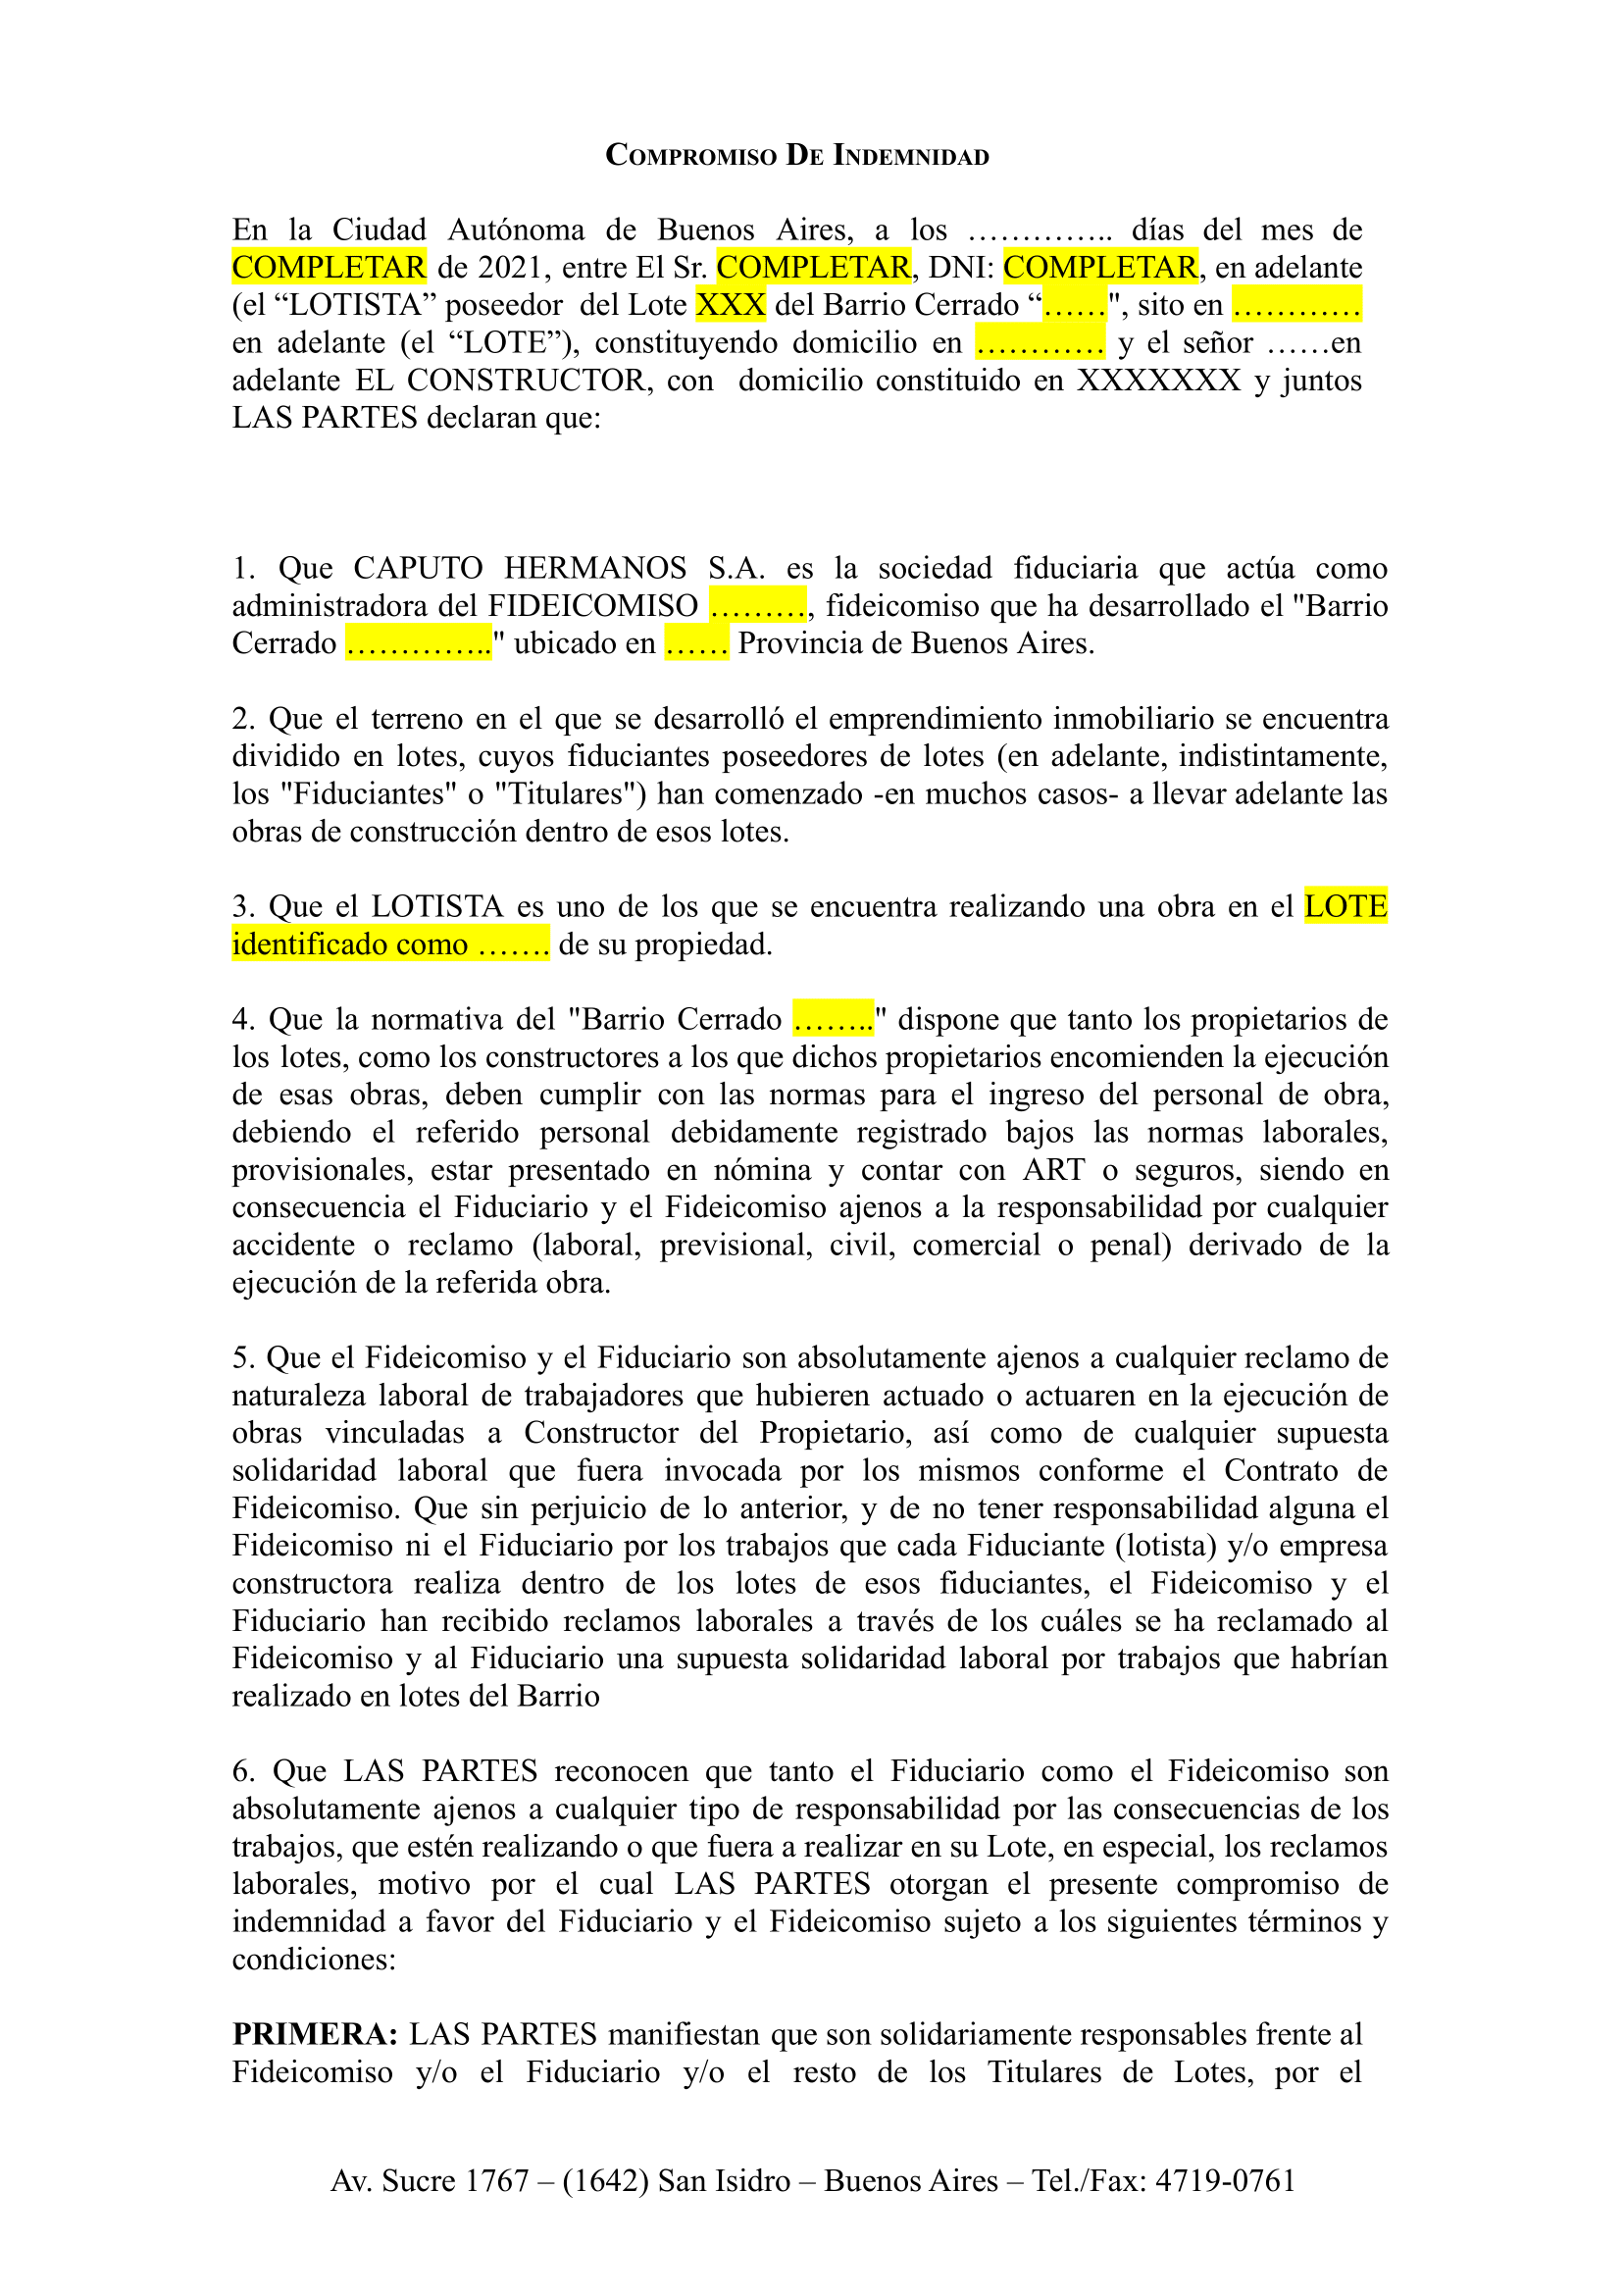 Compromiso De Indemnidad
En la Ciudad Autónoma de Buenos Aires, a los ………….. días del mes de
COMPLETAR de 2021, entre El Sr. COMPLETAR, DNI: COMPLETAR, en adelante
(el “LOTISTA” poseedor del Lote XXX del Barrio Cerrado “……", sito en …………
en adelante (el “LOTE”), constituyendo domicilio en ………… y el señor ……en
adelante EL CONSTRUCTOR, con domicilio constituido en XXXXXXX y juntos
LAS PARTES declaran que:
1. Que CAPUTO HERMANOS S.A. es la sociedad fiduciaria que actúa como
administradora del FIDEICOMISO ………, fideicomiso que ha desarrollado el "Barrio
Cerrado ………….." ubicado en …… Provincia de Buenos Aires.
2. Que el terreno en el que se desarrolló el emprendimiento inmobiliario se encuentra
dividido en lotes, cuyos fiduciantes poseedores de lotes (en adelante, indistintamente,
los "Fiduciantes" o "Titulares") han comenzado -en muchos casos- a llevar adelante las
obras de construcción dentro de esos lotes.
3. Que el LOTISTA es uno de los que se encuentra realizando una obra en el LOTE
identificado como ……. de su propiedad.
4. Que la normativa del "Barrio Cerrado …….." dispone que tanto los propietarios de
los lotes, como los constructores a los que dichos propietarios encomienden la ejecución
de esas obras, deben cumplir con las normas para el ingreso del personal de obra,
debiendo el referido personal debidamente registrado bajos las normas laborales,
provisionales, estar presentado en nómina y contar con ART o seguros, siendo en
consecuencia el Fiduciario y el Fideicomiso ajenos a la responsabilidad por cualquier
accidente o reclamo (laboral, previsional, civil, comercial o penal) derivado de la
ejecución de la referida obra.
5. Que el Fideicomiso y el Fiduciario son absolutamente ajenos a cualquier reclamo de
naturaleza laboral de trabajadores que hubieren actuado o actuaren en la ejecución de
obras vinculadas a Constructor del Propietario, así como de cualquier supuesta
solidaridad laboral que fuera invocada por los mismos conforme el Contrato de
Fideicomiso. Que sin perjuicio de lo anterior, y de no tener responsabilidad alguna el
Fideicomiso ni el Fiduciario por los trabajos que cada Fiduciante (lotista) y/o empresa
constructora realiza dentro de los lotes de esos fiduciantes, el Fideicomiso y el
Fiduciario han recibido reclamos laborales a través de los cuáles se ha reclamado al
Fideicomiso y al Fiduciario una supuesta solidaridad laboral por trabajos que habrían
realizado en lotes del Barrio
6. Que LAS PARTES reconocen que tanto el Fiduciario como el Fideicomiso son
absolutamente ajenos a cualquier tipo de responsabilidad por las consecuencias de los
trabajos, que estén realizando o que fuera a realizar en su Lote, en especial, los reclamos
laborales, motivo por el cual LAS PARTES otorgan el presente compromiso de
indemnidad a favor del Fiduciario y el Fideicomiso sujeto a los siguientes términos y
condiciones:
PRIMERA: LAS PARTES manifiestan que son solidariamente responsables frente al
Fideicomiso y/o el Fiduciario y/o el resto de los Titulares de Lotes, por el
Av. Sucre 1767 – (1642) San Isidro – Buenos Aires – Tel./Fax: 4719-0761